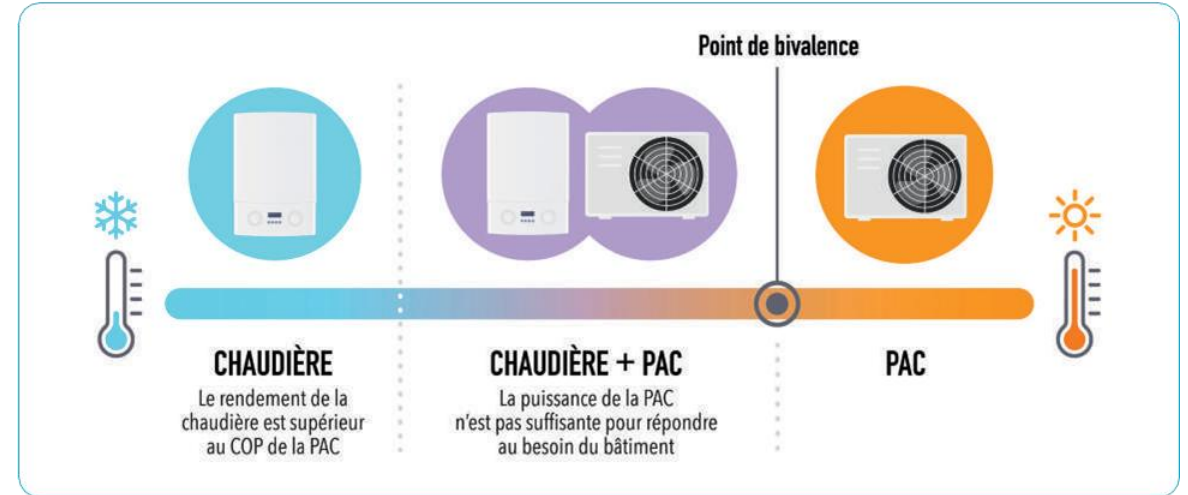 Point de bivalence
CHAUDIÈRE
Le rendement de la
chaudière est supérieur
au COP de la PAC
CHAUDIÈRE + PAC
La puissance de la PAC
n'est pas suffisante pour répondre
au besoin du bâtiment
PAC